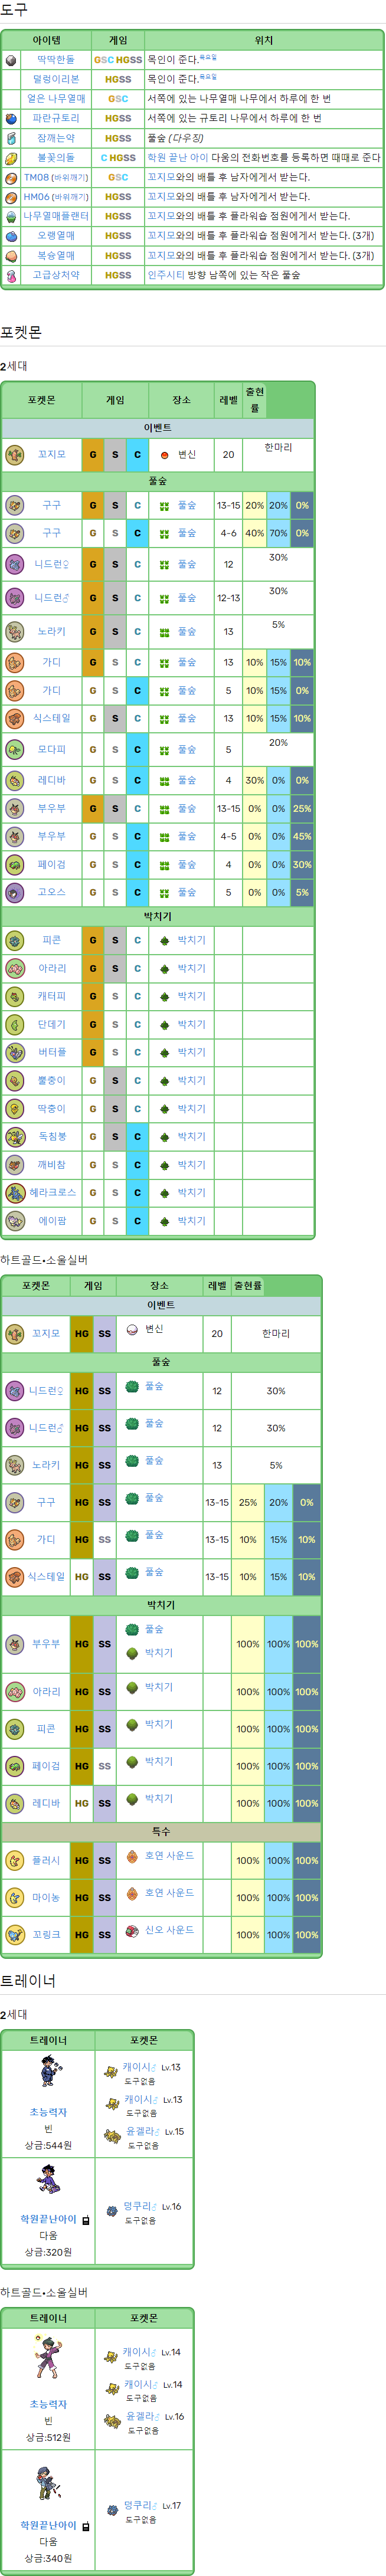 도구
아이템 게임 위치
딱딱한돌 GSC HGSS 목인이 준다.목요일
덜렁이리본 HGSS 목인이 준다.목요일
얼은 나무열매 GSC 서쪽에 있는 나무열매 나무에서 하루에 한 번
파란규토리 HGSS 서쪽에 있는 규토리 나무에서 하루에 한 번
잠깨는약 HGSS 풀숲 (다우징)
불꽃의돌 C HGSS 학원 끝난 아이 다움의 전화번호를 등록하면 때때로 준다
TM08 (바위깨기) GSC 꼬지모와의 배틀 후 남자에게서 받는다.
HM06 (바위깨기) HGSS 꼬지모와의 배틀 후 남자에게서 받는다.
나무열매플랜터 HGSS 꼬지모와의 배틀 후 플라워숍 정원에게서 받는다.
오랭열매 HGSS 꼬지모와의 배틀 후 플라워숍 정원에게서 받는다. (3개)
복숭열매 HGSS 꼬지모와의 배틀 후 플라워숍 정원에게서 받는다. (3개)
고급상처약 HGSS 인주시티 방향 남쪽에 있는 작은 풀숲
포켓몬
2세대
포켓몬 게임 장소 레벨 출현
률
이벤트
꼬지모 G S C 변신 20 한마리
풀숲
구구 G S C 풀숲 13-15 20% 20% 0%
구구 G S C 풀숲 4-6 40% 70% 0%
니드런♀ G S C 풀숲 12 30%
니드런♂ G S C 풀숲 12-13 30%
노라키 G S C 풀숲 13 5%
가디 G S C 풀숲 13 10% 15% 10%
가디 G S C 풀숲 5 10% 15% 0%
식스테일 G S C 풀숲 13 10% 15% 10%
모다피 G S C 풀숲 5 20%
레디바 G S C 풀숲 4 30% 0% 0%
부우부 G S C 풀숲 13-15 0% 0% 25%
부우부 G S C 풀숲 4-5 0% 0% 45%
페이검 G S C 풀숲 4 0% 0% 30%
고오스 G S C 풀숲 5 0% 0% 5%
박치기
피콘 G S C 박치기
아라리 G S C 박치기
캐터피 G S C 박치기
단데기 G S C 박치기
버터플 G S C 박치기
뿔충이 G S C 박치기
딱충이 G S C 박치기
독침붕 G S C 박치기
깨비참 G S C 박치기
헤라크로스 G S C 박치기
에이팜 G S C 박치기
하트골드•소울실버
포켓몬 게임 장소 레벨 출현률
이벤트
꼬지모 HG SS 변신 20 한마리
풀숲
니드런♀ HG SS 풀숲 12 30%
니드런♂ HG SS 풀숲 12 30%
노라키 HG SS 풀숲 13 5%
구구 HG SS 풀숲 13-15 25% 20% 0%
가디 HG SS 풀숲 13-15 10% 15% 10%
식스테일 HG SS 풀숲 13-15 10% 15% 10%
박치기
부우부 HG SS 풀숲 박치기 100% 100% 100%
아라리 HG SS 박치기 100% 100% 100%
피콘 HG SS 박치기 100% 100% 100%
페이검 HG SS 박치기 100% 100% 100%
레디바 HG SS 박치기 100% 100% 100%
특수
플러시 HG SS 호연 사운드 100% 100% 100%
마이농 HG SS 호연 사운드 100% 100% 100%
꼬링크 HG SS 신오 사운드 100% 100% 100%
트레이너
2세대
트레이너 포켓몬
초능력자
빈
상금:544원
캐이시♂ Lv.13
도구없음
캐이시♂ Lv.13
도구없음
윤겔라♂ Lv.15
도구없음
학원끝난아이
다움
상금:320원
덩쿠리♂ Lv.16
도구없음
하트골드•소울실버
트레이너 포켓몬
초능력자
빈
상금:512원
캐이시♂ Lv.14
도구없음
캐이시♂ Lv.14
도구없음
윤겔라♂ Lv.16
도구없음
학원끝난아이
다움
상금:340원
덩쿠리♂ Lv.17
도구없음